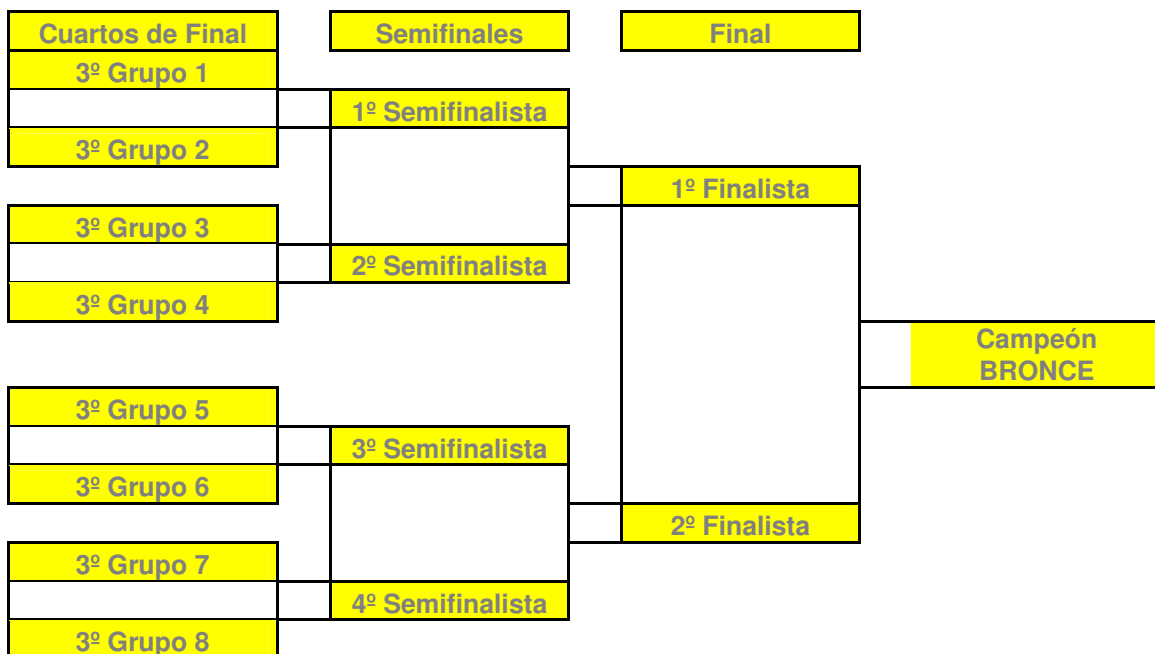 Cuartos de Final
Semifinales
Final
3º Grupo 1
1º Semifinalista
3º Grupo 2
1º Finalista
3º Grupo 3
2º Semifinalista
3º Grupo 4
Campeón
BRONCE
3º Grupo 5
3º Semifinalista
3º Grupo 6
2º Finalista
3º Grupo 7
4º Semifinalista
3º Grupo 8